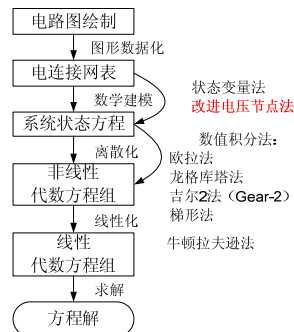 电路图绘制
图形数据化
电连接网表
数学建模
状态变量法
改进电压节点法
系统状态方程
离散化
数值积分法：
欧拉法
龙格库塔法
吉尔2法（Gear-2）
梯形法
非线性
代数方程组
线性化
牛顿拉夫逊法
线性
代数方程组
求解
方程解